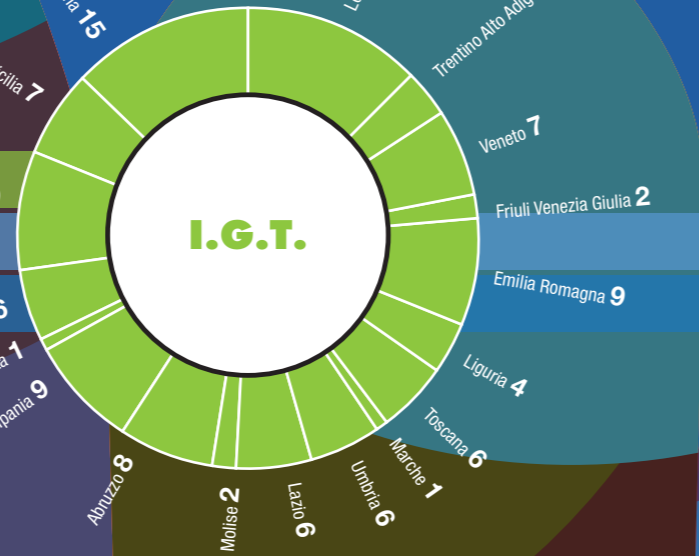 15
7
Trentino Alto
Veneto 7
Friuli Venezia Giulia 2
I.G.T.
Emilia Romagna 9
Liguria 4
Toscana 6
Marche 1
Umbria 6
Lazio 6
Molise 2
Abruzzo 8
9
1
6